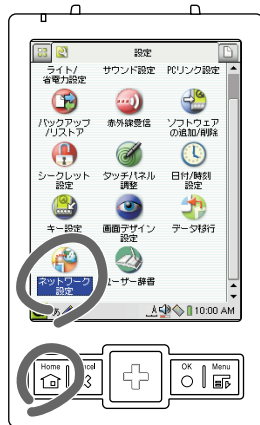 設定
ライト/ サウンド設定 PCリンク設定
省電力設定
バックアップ 赤外線受信 ソフトウェア
/リストア の追加/削除
シークレット タッチパネル 日付/時刻
設定 調整 設定
キー設定 画面デザイン データ移行
設定
ネットワーク ユーザー辞書
設定
あ A 10:00 AM
Home OK Menu